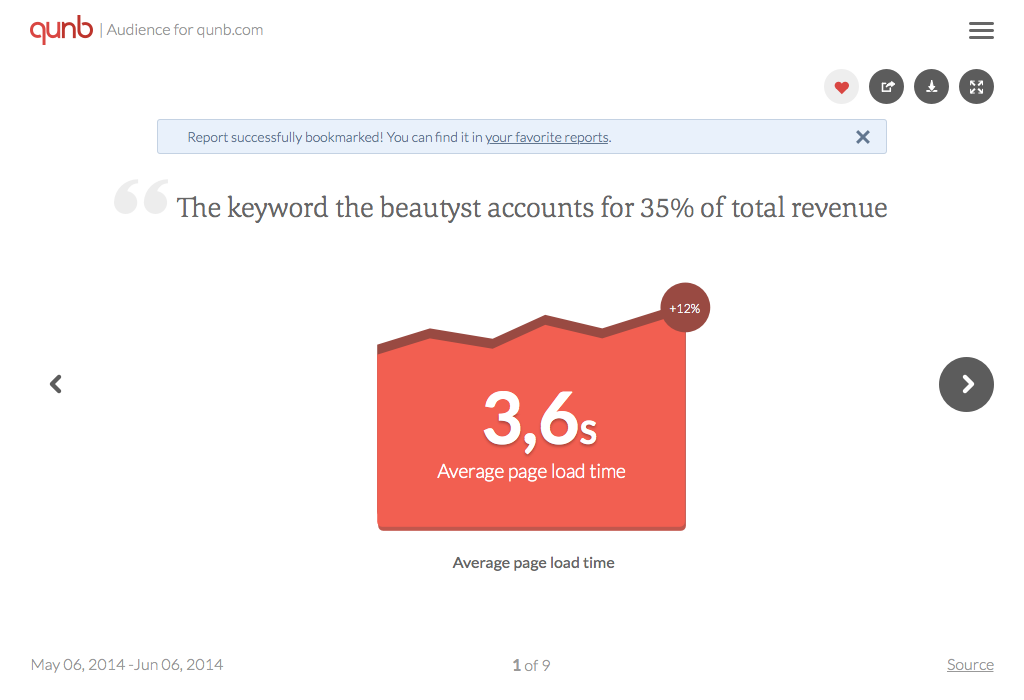 qunb | Audience for qunb.com
Report successfully bookmarked! You can find it in your favorite reports.
“ The keyword the beautyst accounts for 35% of total revenue
+12%
3,6s
Average page load time
Average page load time
May 06, 2014 -Jun 06, 2014
1 of 9
Source